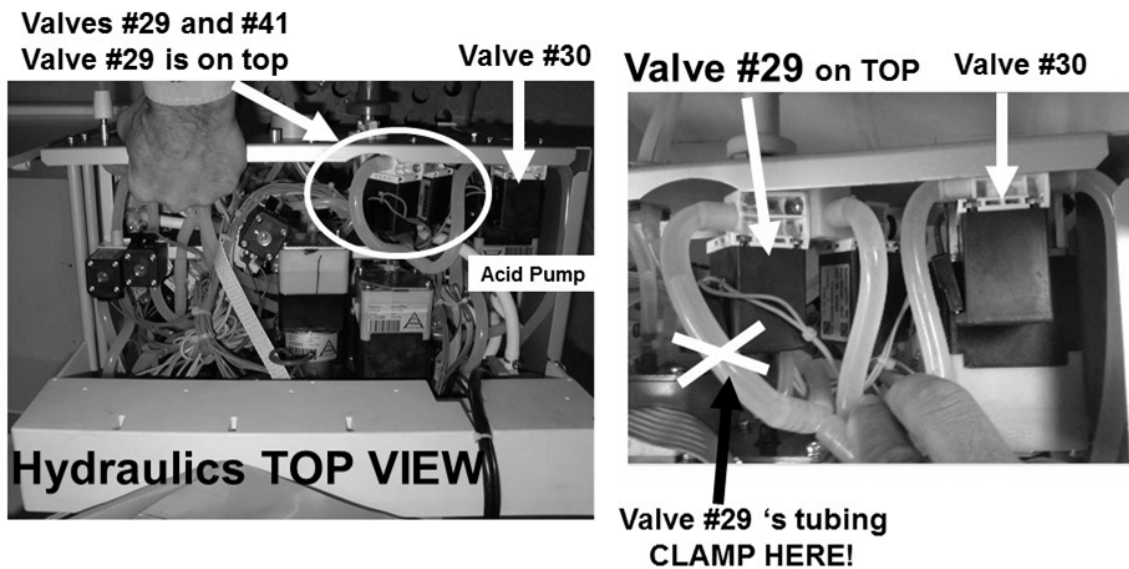 Valves #29 and #41
Valve #29 is on top
Valve #30
Acid Pump
Hydraulics TOP VIEW
Valve #29 on TOP
Valve #30
Valve #29 ‘s tubing
CLAMP HERE!